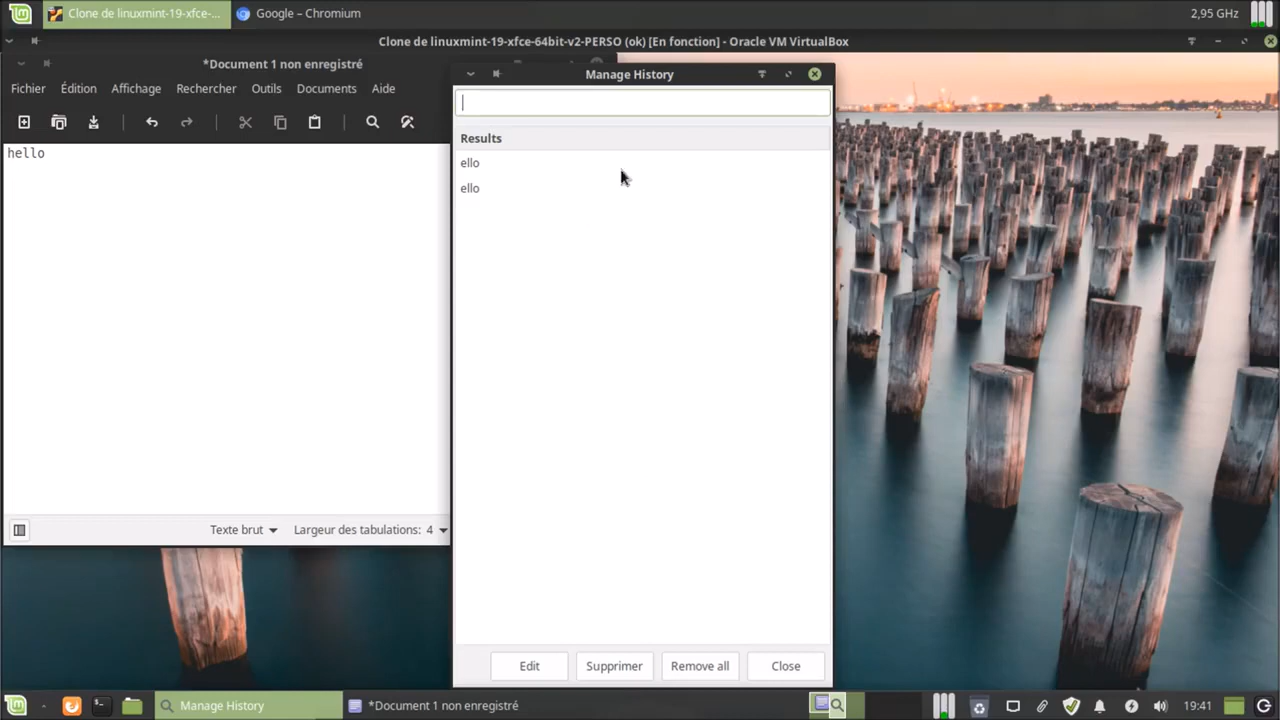 Clone de linuxmint-19-xfce-...
Google – Chromium
2,95 GHz
Clone de linuxmint-19-xfce-64bit-v2-PERSO (ok) [En fonction] - Oracle VM VirtualBox
*Document 1 non enregistré
Fichier Édition Affichage Rechercher Outils Documents Aide
hello
Texte brut
Largeur des tabulations: 4
Manage History
Results
ello
ello
Edit
Supprimer
Remove all
Close
Manage History
*Document 1 non enregistré
19:41